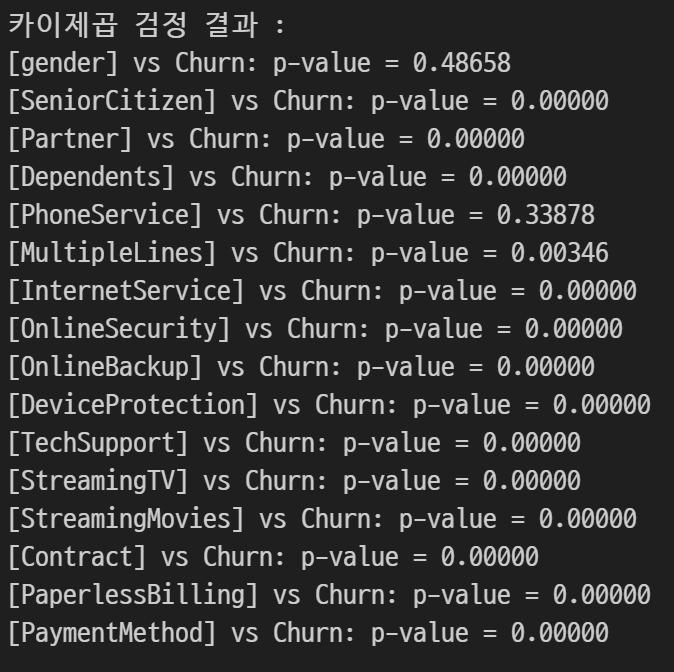 카이제곱 검정 결과 :
[gender] vs Churn: p-value = 0.48658
[SeniorCitizen] vs Churn: p-value = 0.00000
[Partner] vs Churn: p-value = 0.00000
[Dependents] vs Churn: p-value = 0.00000
[PhoneService] vs Churn: p-value = 0.33878
[MultipleLines] vs Churn: p-value = 0.00346
[InternetService] vs Churn: p-value = 0.00000
[OnlineSecurity] vs Churn: p-value = 0.00000
[OnlineBackup] vs Churn: p-value = 0.00000
[DeviceProtection] vs Churn: p-value = 0.00000
[TechSupport] vs Churn: p-value = 0.00000
[StreamingTV] vs Churn: p-value = 0.00000
[StreamingMovies] vs Churn: p-value = 0.00000
[Contract] vs Churn: p-value = 0.00000
[PaperlessBilling] vs Churn: p-value = 0.00000
[PaymentMethod] vs Churn: p-value = 0.00000